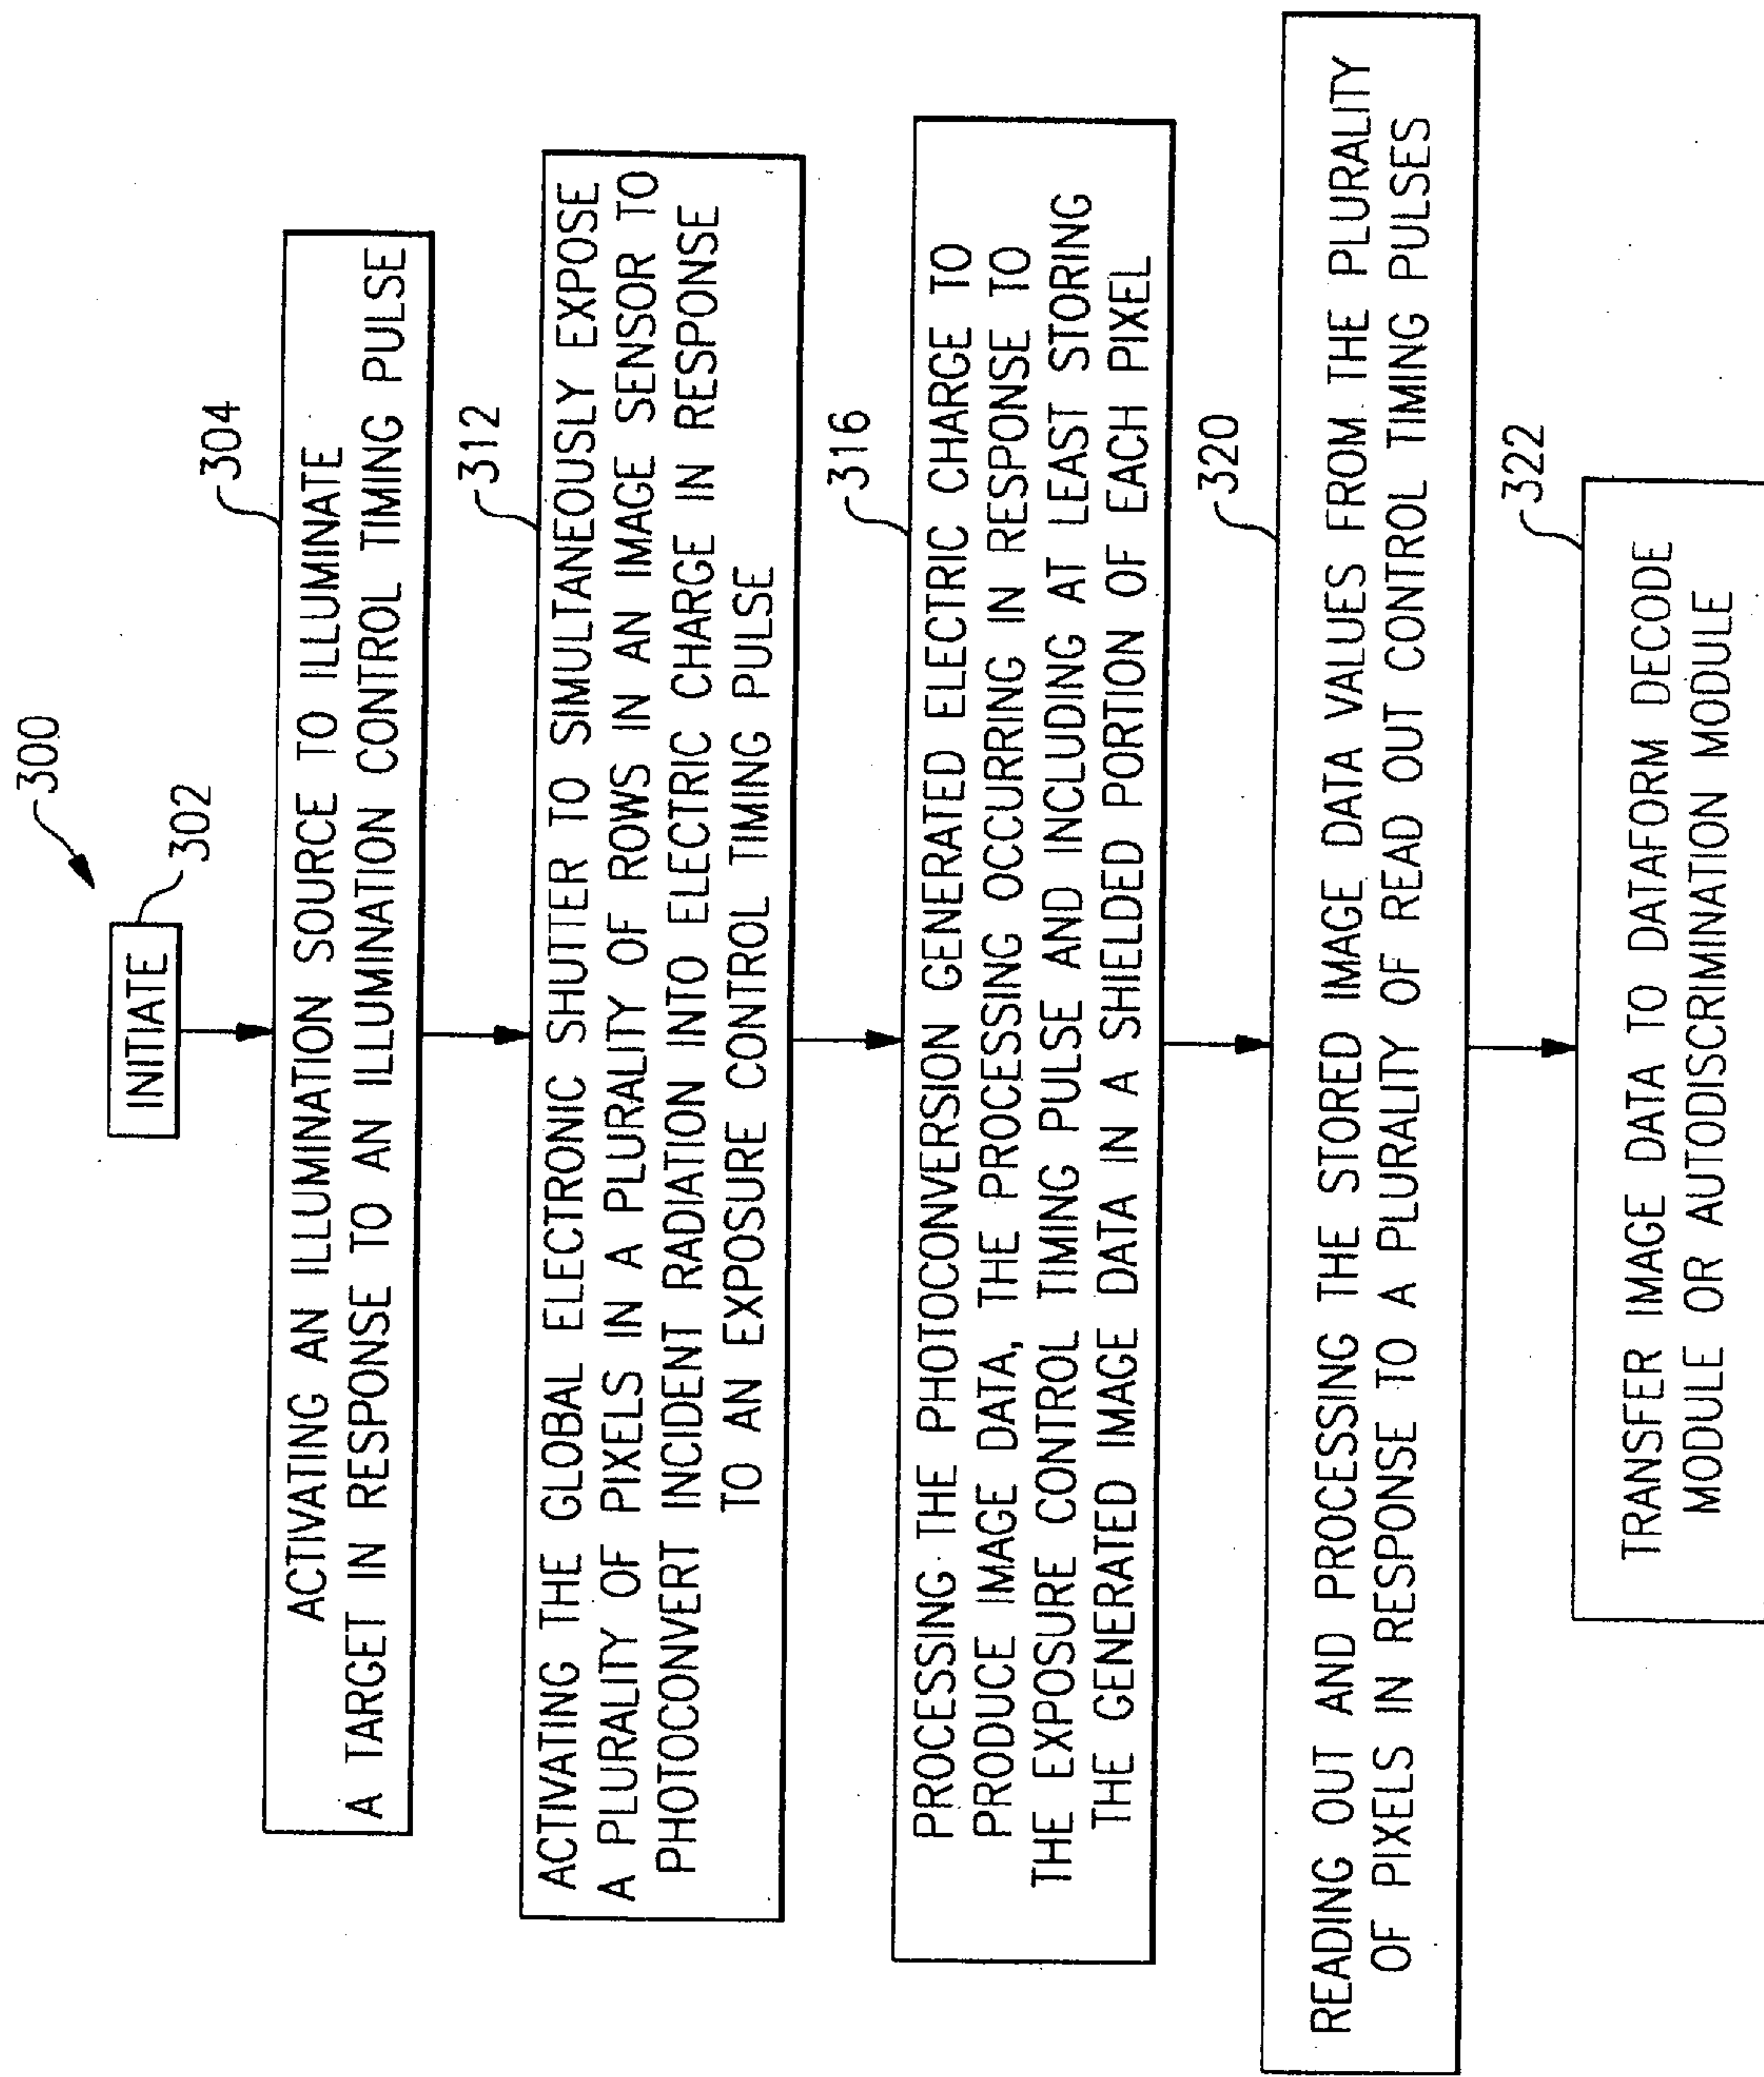 300
INITIATE
302
304
ACTIVATING AN ILLUMINATION SOURCE TO ILLUMINATE
A TARGET IN RESPONSE TO AN ILLUMINATION CONTROL TIMING PULSE
312
ACTIVATING THE GLOBAL ELECTRONIC SHUTTER TO SIMULTANEOUSLY EXPOSE
A PLURALITY OF PIXELS IN A PLURALITY OF ROWS IN AN IMAGE SENSOR TO
PHOTOCONVERT INCIDENT RADIATION INTO ELECTRIC CHARGE IN RESPONSE
TO AN EXPOSURE CONTROL TIMING PULSE
316
PROCESSING THE PHOTOCONVERSION GENERATED ELECTRIC CHARGE TO
PRODUCE IMAGE DATA, THE PROCESSING OCCURRING IN RESPONSE TO
THE EXPOSURE CONTROL TIMING PULSE AND INCLUDING AT LEAST STORING
THE GENERATED IMAGE DATA IN A SHIELDED PORTION OF EACH PIXEL
320
READING OUT AND PROCESSING THE STORED IMAGE DATA VALUES FROM THE PLURALITY
OF PIXELS IN RESPONSE TO A PLURALITY OF READ OUT CONTROL TIMING PULSES
322
TRANSFER IMAGE DATA TO DATAFORM DECODE
MODULE OR AUTODISCRIMINATION MODULE